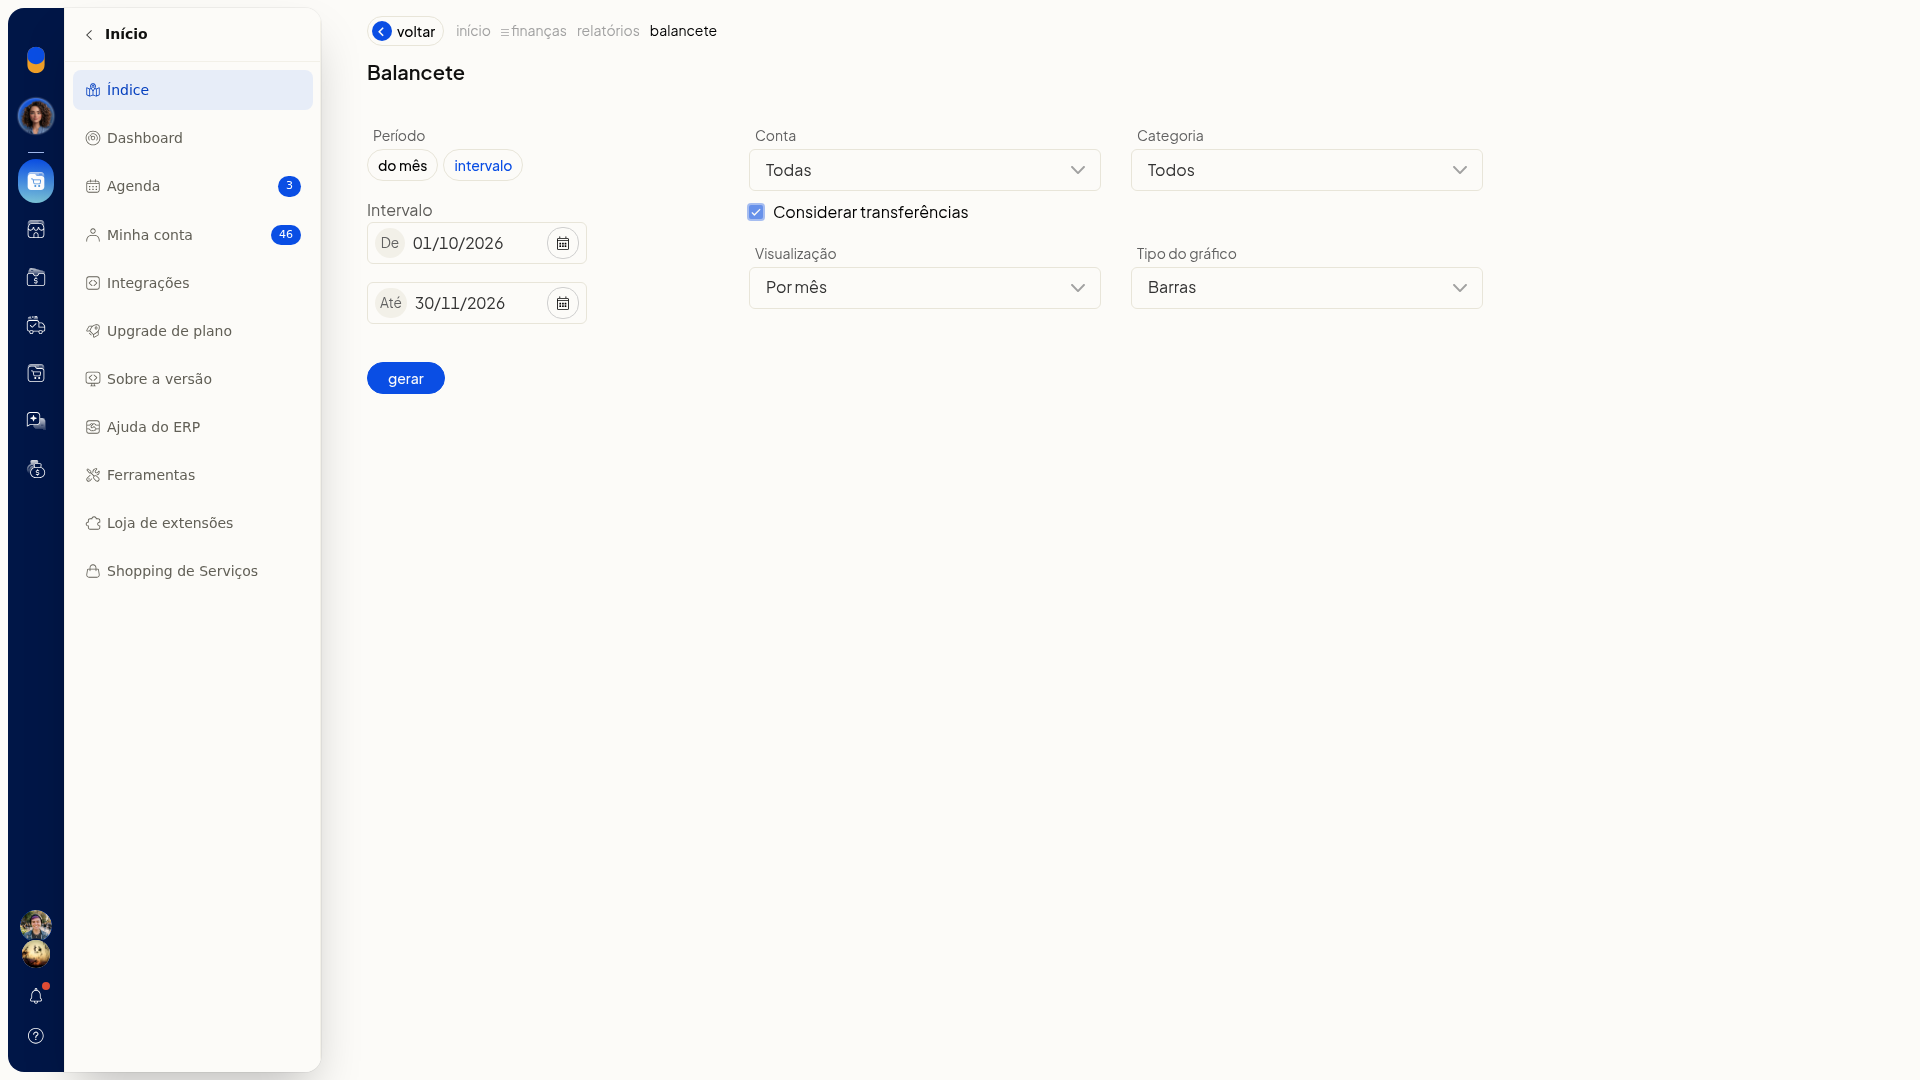 Início
Índice
Dashboard
Agenda 3
Minha conta 46
Integrações
Upgrade de plano
Sobre a versão
Ajuda do ERP
Ferramentas
Loja de extensões
Shopping de Serviços
voltar início finanças relatórios balancete
Balancete
Período
do mês intervalo
Intervalo
De 01/10/2026
Até 30/11/2026
Conta
Todas
Considerar transferências
Categoria
Todos
Visualização
Por mês
Tipo do gráfico
Barras
gerar